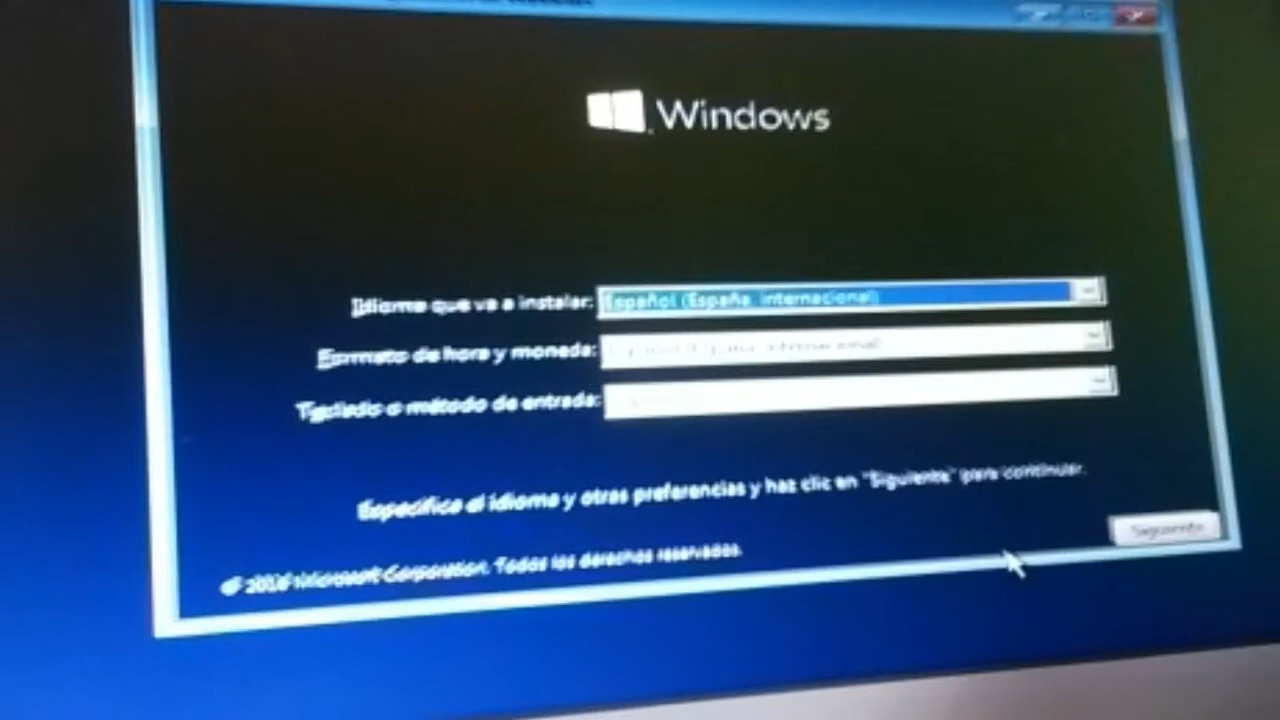 Windows
Idioma que va a instalar: Español (España, internacional)
Formato de hora y moneda: internacional)
Teclado o método de entrada:
Especifica el idioma y otras preferencias y haz clic en "Siguiente" para continuar.
Siguiente
Microsoft Corporation. Todos los derechos reservados.